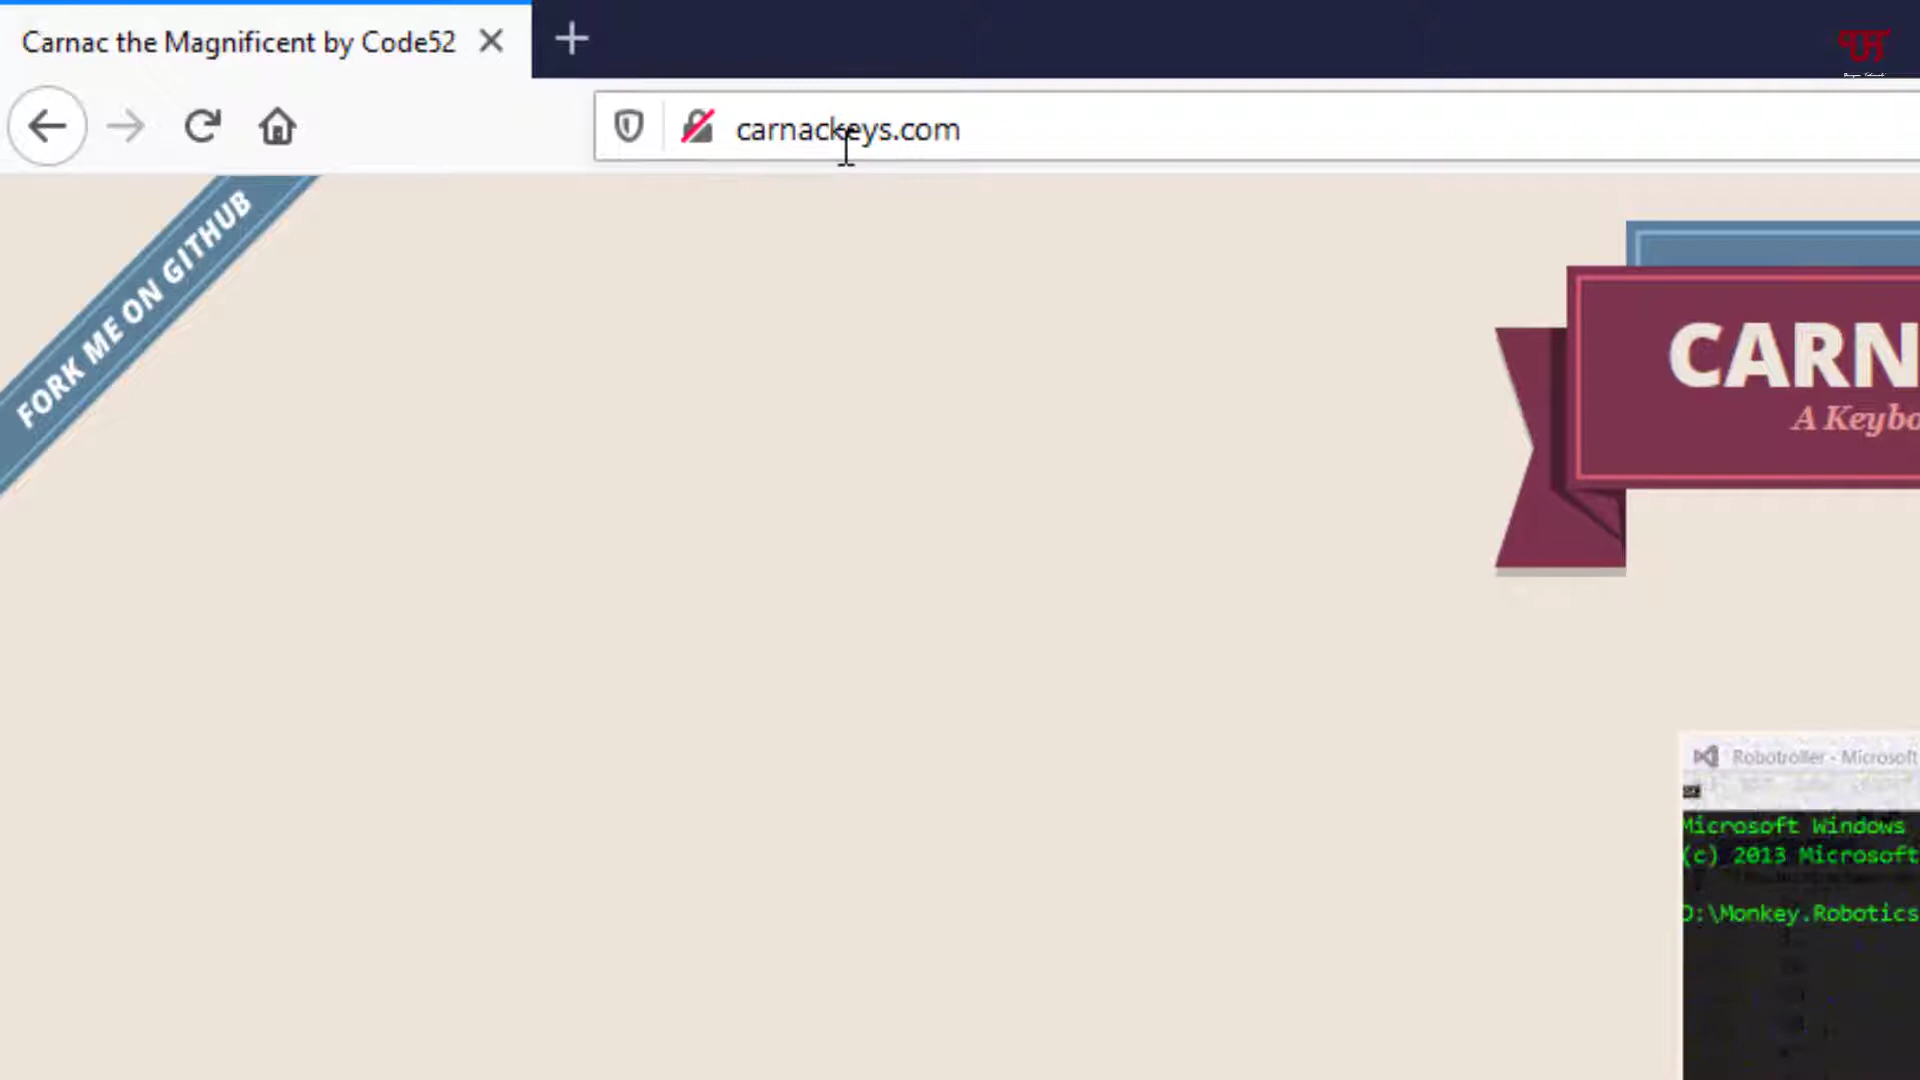 Carnac the Magnificent by Code52
carnackeys.com
FORK ME ON GITHUB
CARN
A Keybo
Robotroller - Microsoft
Microsoft Windows
(c) 2013 Microsoft
D:\Monkey.Robotics